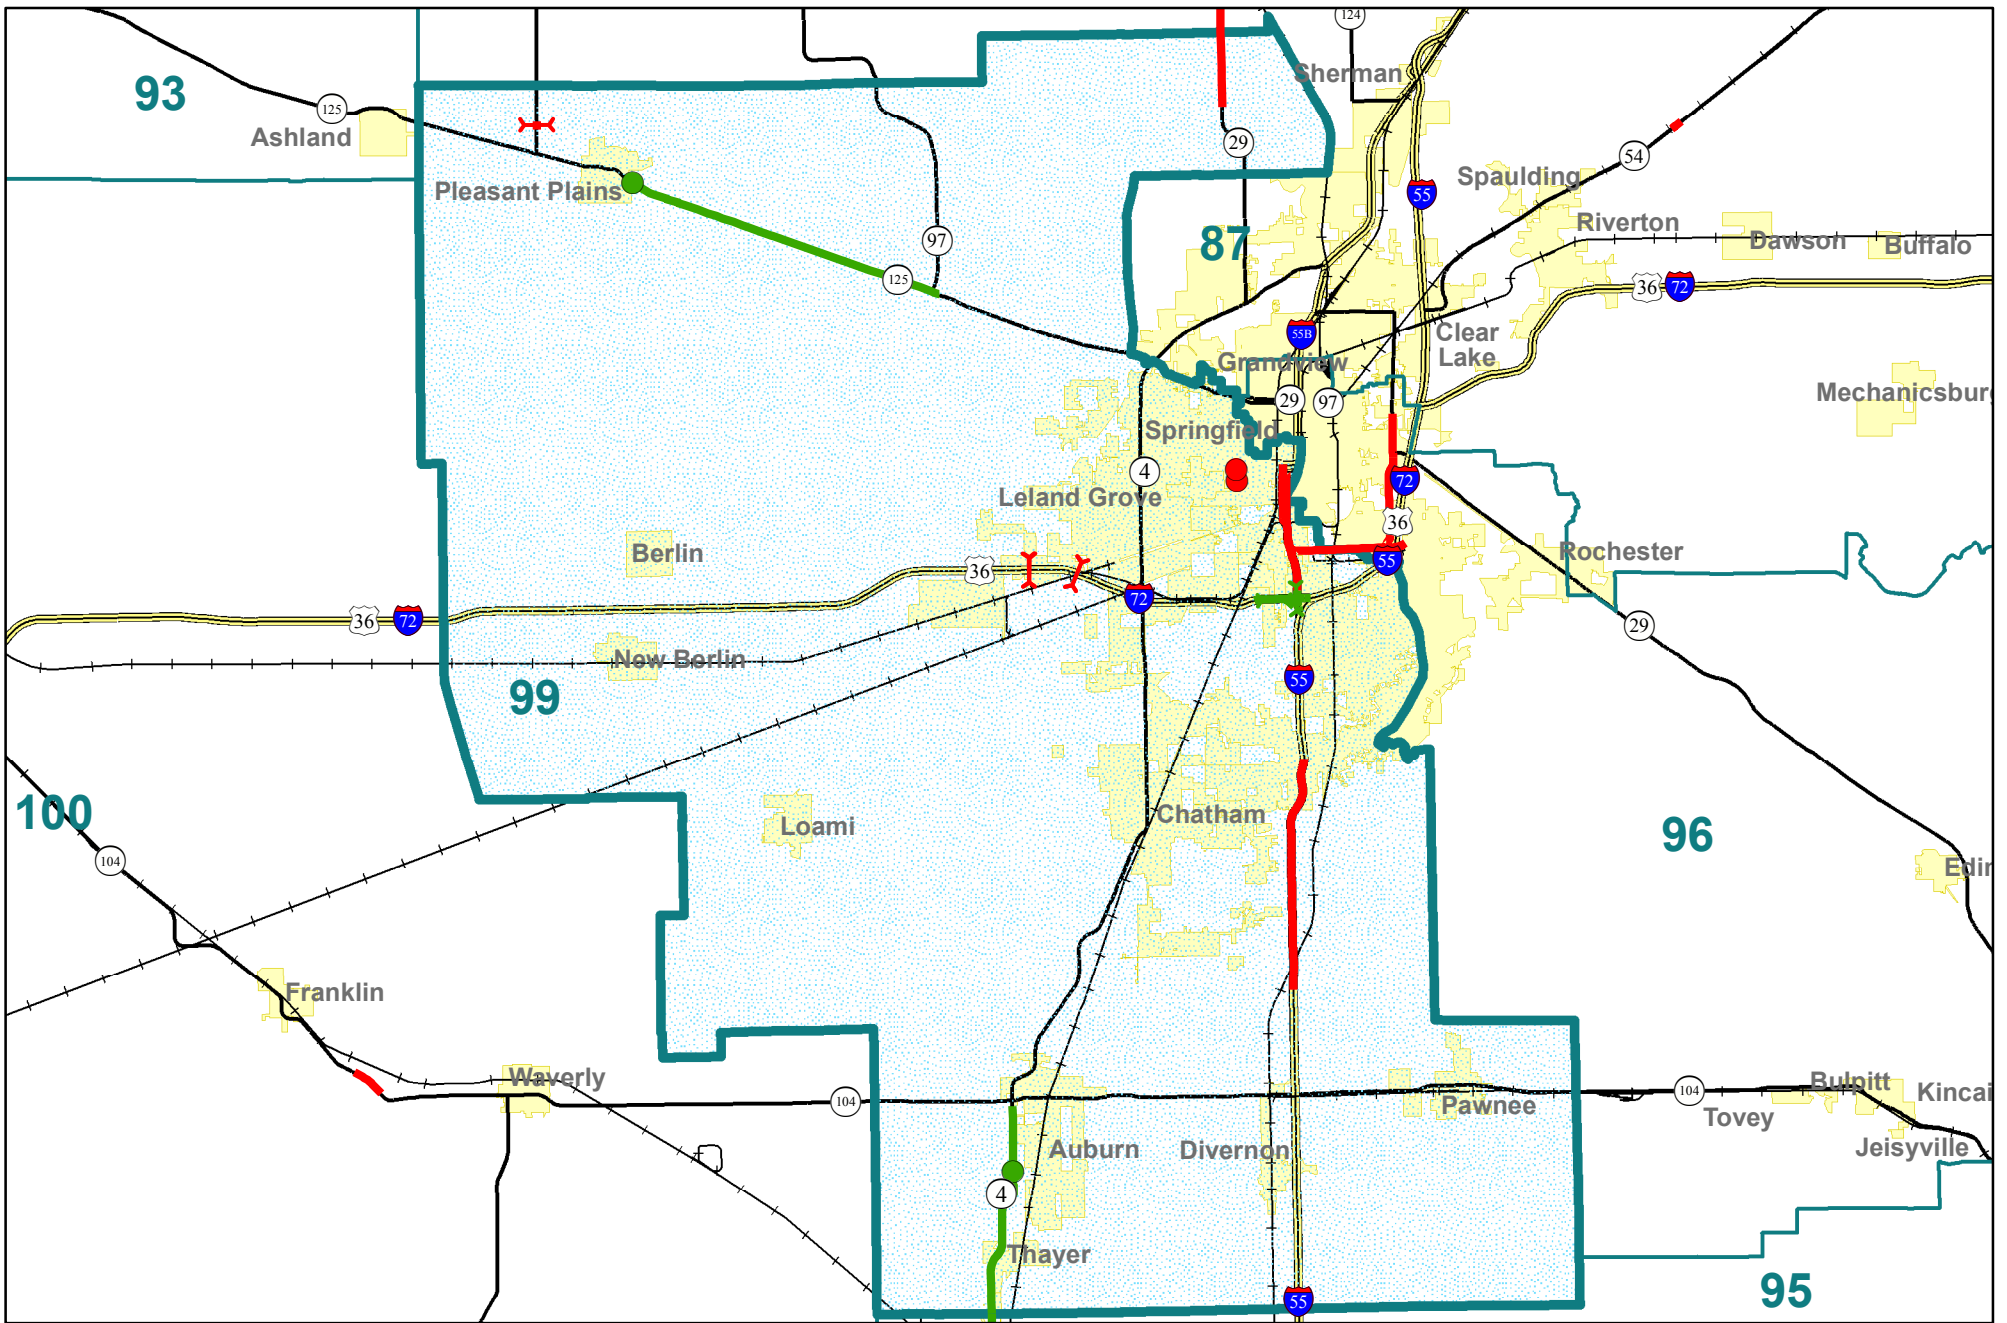 124
93
Sherman
125
Ashland
29
54
Spaulding
Pleasant Plains
55
Riverton
97
87
Dawson
Buffalo
125
36
72
55B
Clear
Lake
Grandview
Mechanicsbur
29
97
Springfield
4
72
Leland Grove
36
Berlin
Rochester
55
36
72
36
72
29
New Berlin
55
99
100
Chatham
Loami
96
104
Edin
Franklin
Waverly
104
Pawnee
104
Bulpitt
Kincai
Tovey
Auburn
Divernon
Jeisyville
4
Thayer
95
55